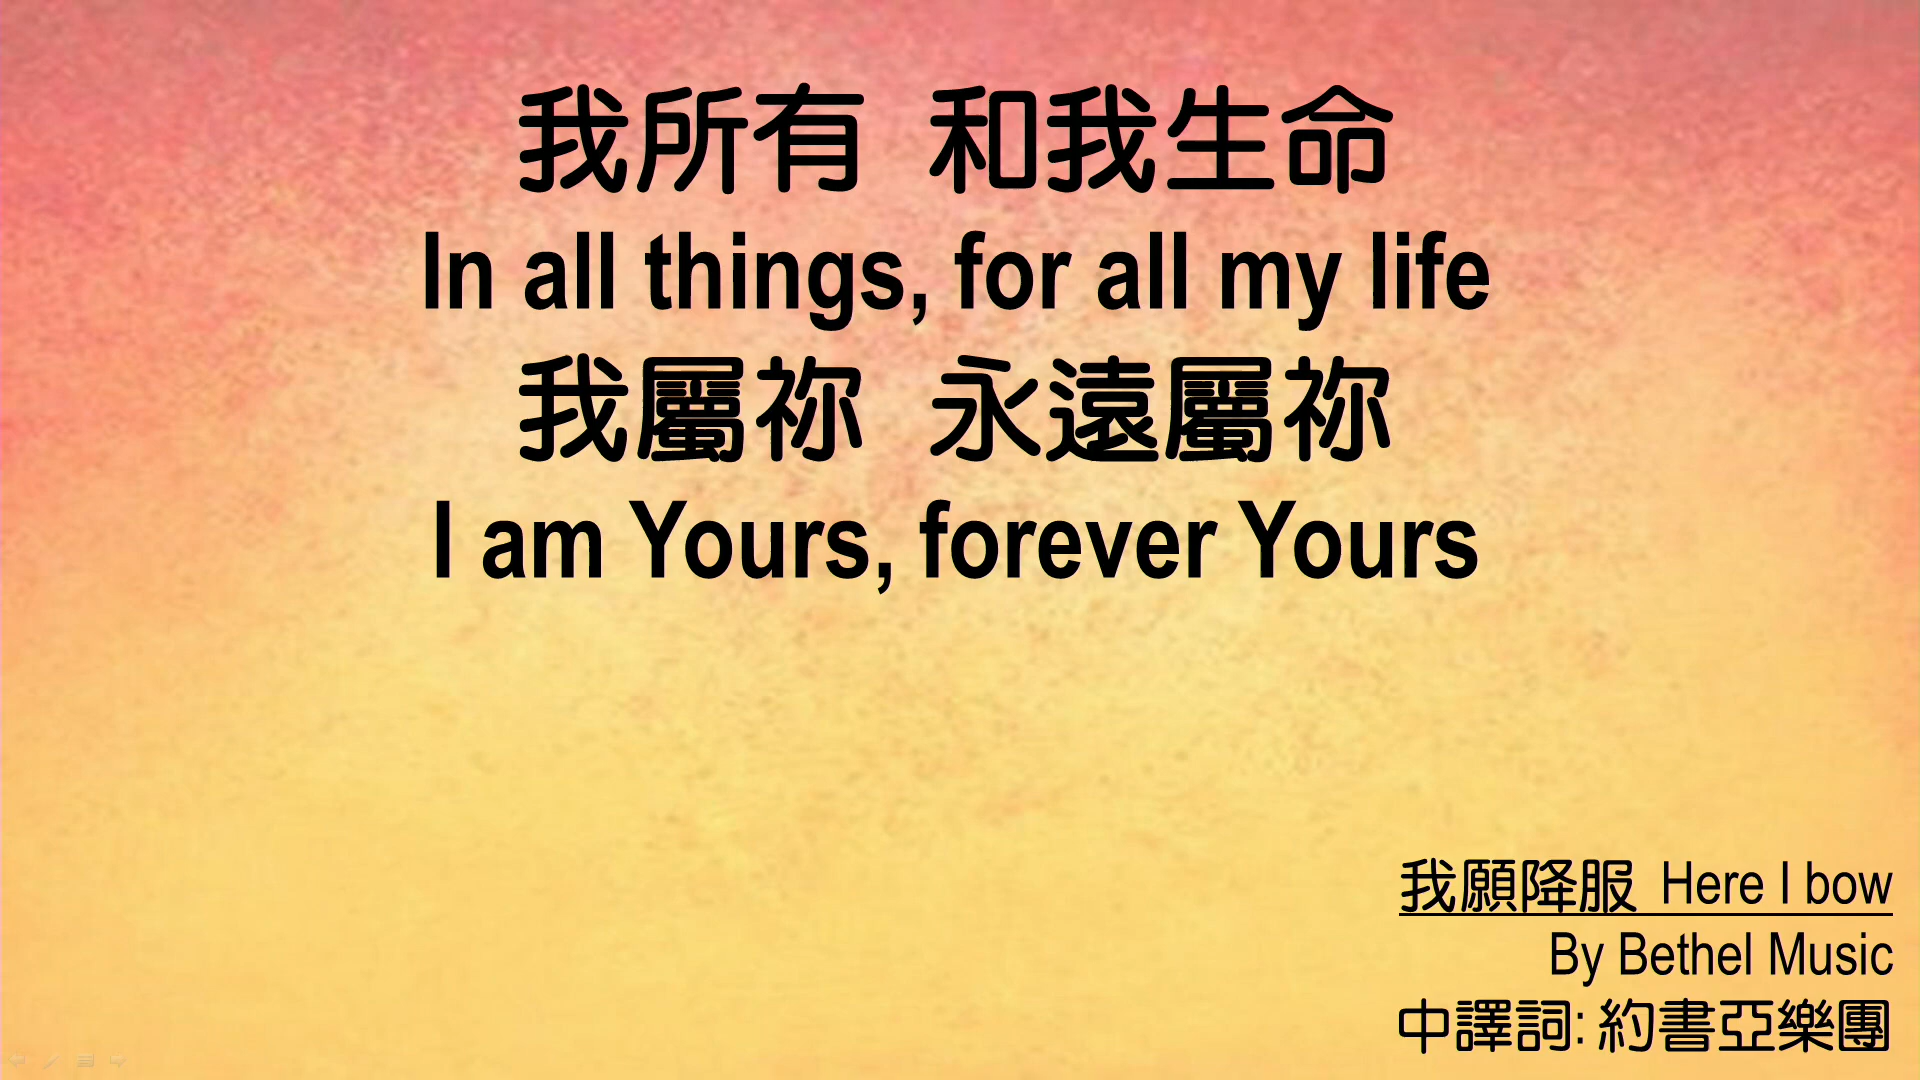 我所有 和我生命
In all things, for all my life
我屬祢 永遠屬祢
I am Yours, forever Yours
我願降服 Here I bow
By Bethel Music
中譯詞: 約書亞樂團